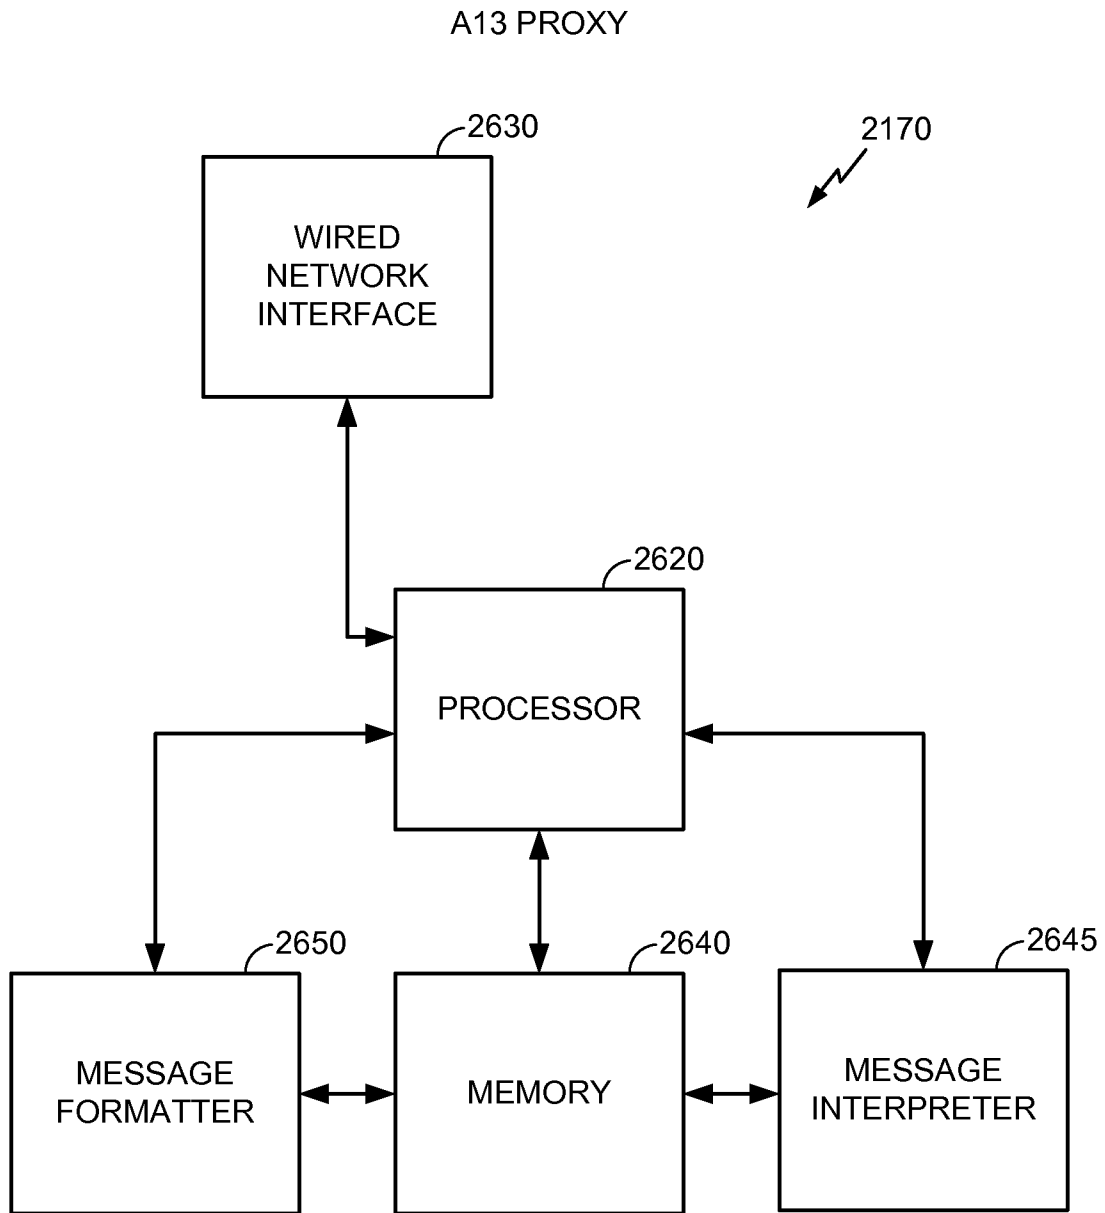 A13 PROXY
2630
2170
WIRED
NETWORK
INTERFACE
2620
PROCESSOR
2650
2640
2645
MESSAGE
FORMATTER
MEMORY
MESSAGE
INTERPRETER